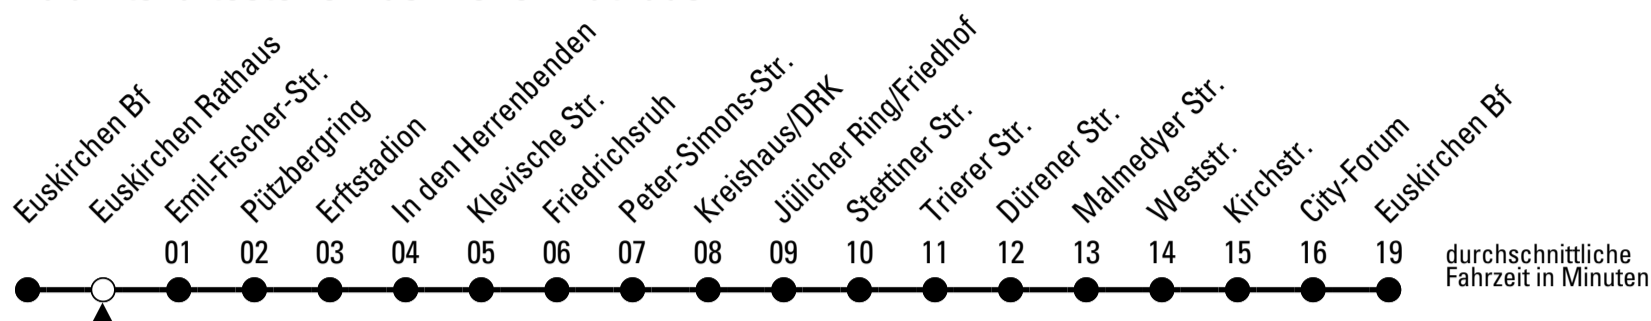 Euskirchen Bf
Euskirchen Rathaus
Emil-Fischer-Str.
Pützbergring
Erftstadion
In den Herrenbenden
Klevische Str.
Friedrichsruh
Peter-Simons-Str.
Kreishaus/DRK
Jülicher Ring/Friedhof
Stettiner Str.
Trierer Str.
Dürener Str.
Malmedyer Str.
Weststr.
Kirchstr.
City-Forum
Euskirchen Bf
01 02 03 04 05 06 07 08 09 10 11 12 13 14 15 16 19
durchschnittliche
Fahrzeit in Minuten